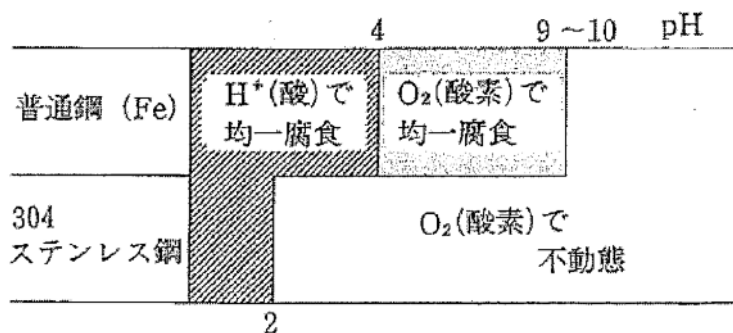 4 9～10 pH
普通鋼 (Fe)
H⁺(酸)で
均一腐食
O₂(酸素)で
均一腐食
304
ステンレス鋼
O₂(酸素)で
不動態
2